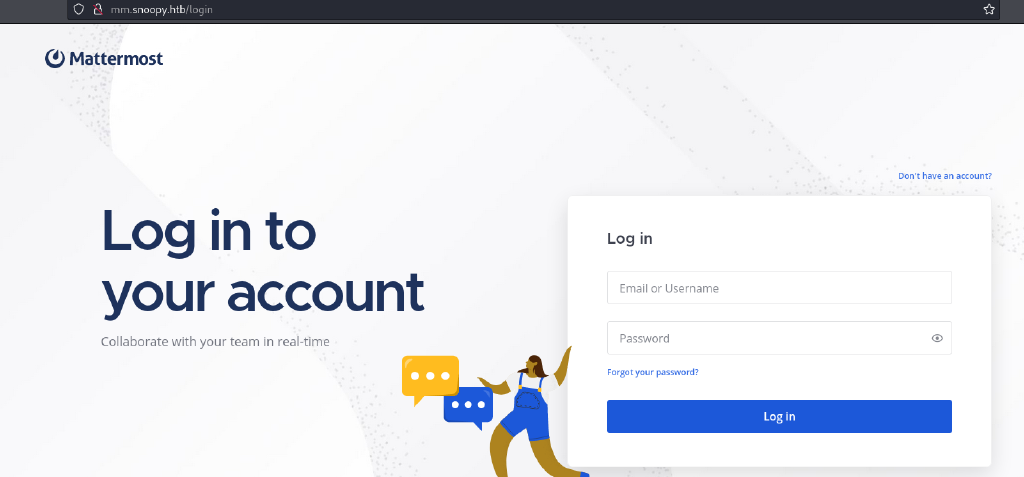 mm.snoopy.htb/login
Mattermost
Don't have an account?
Log in to
your account
Collaborate with your team in real-time
Log in
Email or Username
Password
Forgot your password?
Log in